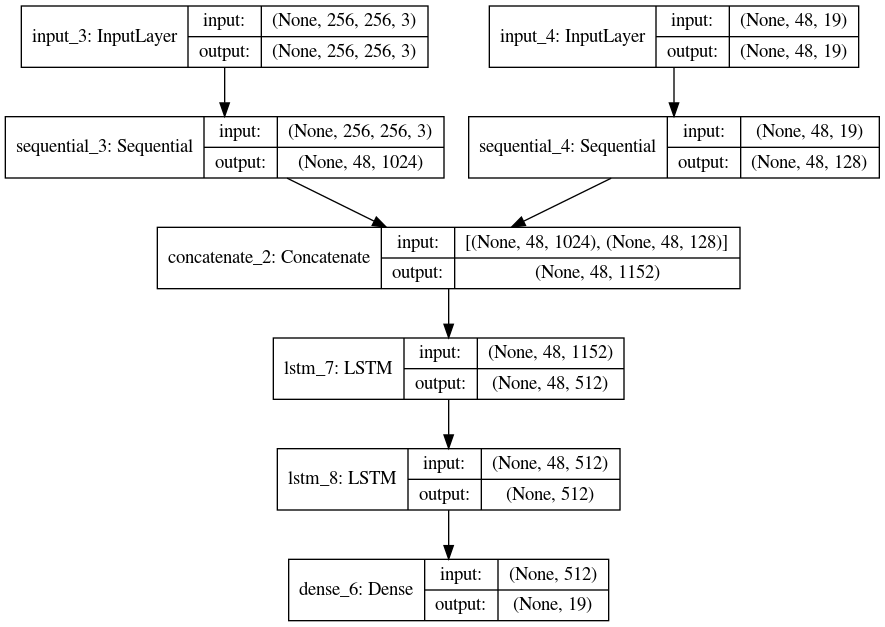 input_3: InputLayer
input: (None, 256, 256, 3)
output: (None, 256, 256, 3)
input_4: InputLayer
input: (None, 48, 19)
output: (None, 48, 19)
sequential_3: Sequential
input: (None, 256, 256, 3)
output: (None, 48, 1024)
sequential_4: Sequential
input: (None, 48, 19)
output: (None, 48, 128)
concatenate_2: Concatenate
input: [(None, 48, 1024), (None, 48, 128)]
output: (None, 48, 1152)
lstm_7: LSTM
input: (None, 48, 1152)
output: (None, 48, 512)
lstm_8: LSTM
input: (None, 48, 512)
output: (None, 512)
dense_6: Dense
input: (None, 512)
output: (None, 19)